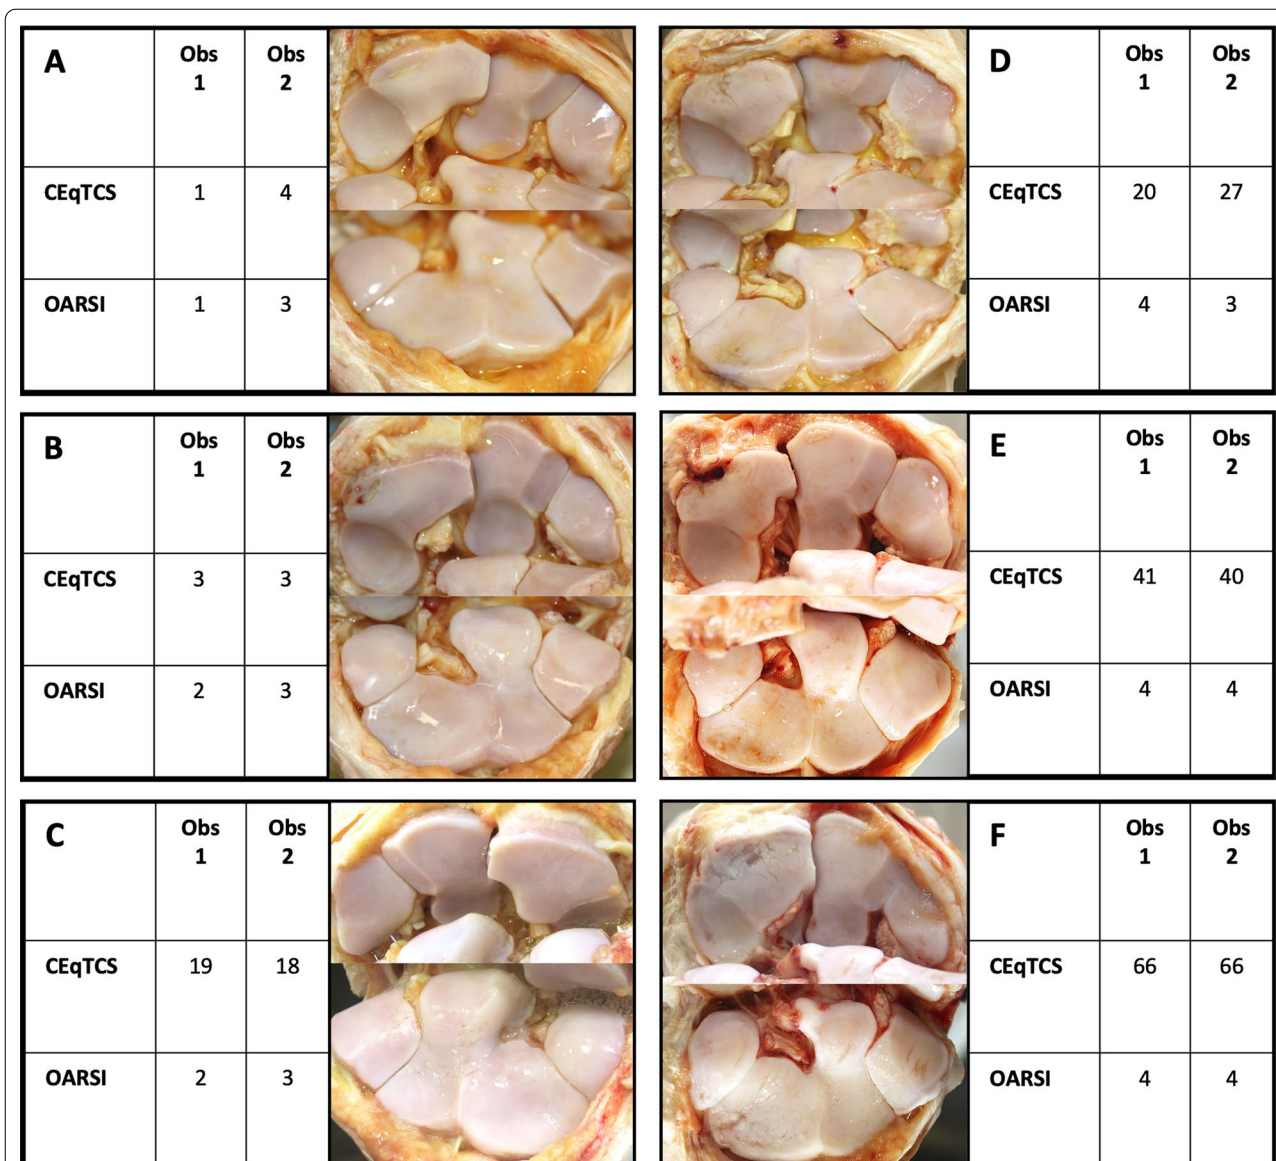 A Obs 1 Obs 2
CEqTCS 1 4
OARSI 1 3
B Obs 1 Obs 2
CEqTCS 3 3
OARSI 2 3
C Obs 1 Obs 2
CEqTCS 19 18
OARSI 2 3
D Obs 1 Obs 2
CEqTCS 20 27
OARSI 4 3
E Obs 1 Obs 2
CEqTCS 41 40
OARSI 4 4
F Obs 1 Obs 2
CEqTCS 66 66
OARSI 4 4